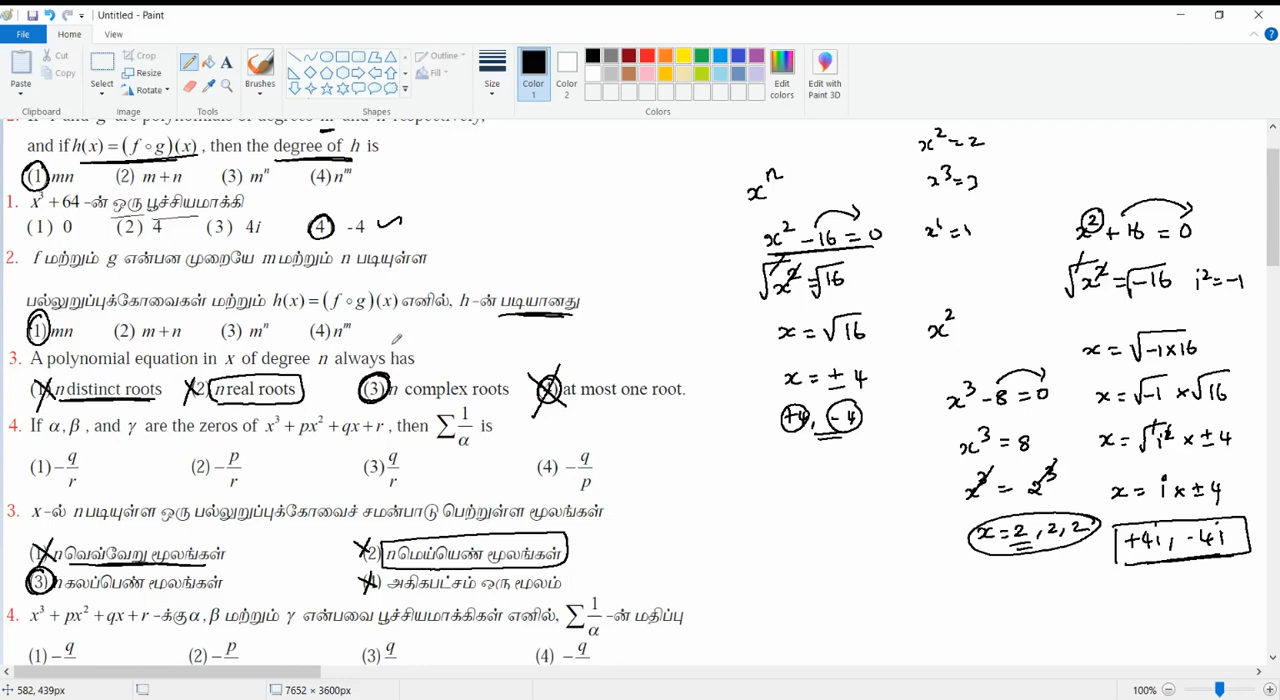 Untitled - Paint
File Home View
Cut
Copy
Paste
Crop
Resize
Rotate
Select
Brushes
Outline
Fill
Size
Color 1
Color 2
Edit colors
Edit with Paint 3D
Clipboard Image Tools Shapes Colors
and if h(x) = (f ∘ g)(x), then the degree of h is
(1) mn (2) m + n (3) mⁿ (4) nᵐ
1. x³ + 64 -ன் ஒரு பூச்சியமாக்கி
(1) 0 (2) 4 (3) 4i (4) -4
2. f மற்றும் g என்பன முறையே m மற்றும் n படியுள்ள
பல்லுறுப்புக்கோவைகள் மற்றும் h(x) = (f ∘ g)(x) எனில், h-ன் படியானது
(1) mn (2) m + n (3) mⁿ (4) nᵐ
3. A polynomial equation in x of degree n always has
(1) n distinct roots (2) n real roots (3) n complex roots (4) at most one root.
4. If α, β, and γ are the zeros of x³ + px² + qx + r, then ∑ 1/α is
(1) -q/r (2) -p/r (3) q/r (4) -q/p
3. x-ல் n படியுள்ள ஒரு பல்லுறுப்புக்கோவைச் சமன்பாடு பெற்றுள்ள மூலங்கள்
(1) n வெவ்வேறு மூலங்கள் (2) n மெய்யெண் மூலங்கள்
(3) n கலப்பெண் மூலங்கள் (4) அதிகபட்சம் ஒரு மூலம்
4. x³ + px² + qx + r -க்கு α, β மற்றும் γ என்பவை பூச்சியமாக்கிகள் எனில், ∑ 1/α -ன் மதிப்பு
(1) -q (2) -p (3) q (4) -q
xⁿ
x² - 16 = 0
√x² = √16
x = √16
x = ± 4
+4, -4
x² = 2
x³ = 3
x¹ = 1
x²
x³ - 8 = 0
x³ = 8
x³ = 2³
x = 2, 2, 2
x² + 16 = 0
√x² = √-16 i² = -1
x = √-1 × 16
x = √-1 × √16
x = √i² × ± 4
x = i × ± 4
+4i, -4i
582, 439px
7652 × 3600px
100%